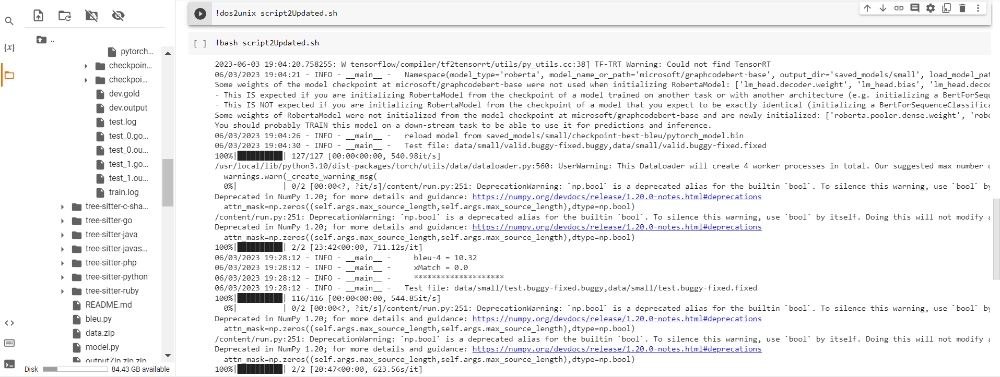 !dos2unix script2Updated.sh
..
{x}
[ ] !bash script2Updated.sh
pytorch...
checkpoin...
checkpoi...
dev.gold
dev.output
test.log
test_0.go...
test_0.ou...
test_1.go...
test_1.ou...
train.log
tree-sitter-c-sha...
tree-sitter-go
tree-sitter-java
tree-sitter-javas...
tree-sitter-php
tree-sitter-python
tree-sitter-ruby
README.md
bleu.py
data.zip
model.py
outputZip.zip.zip
Disk 84.43 GB available
2023-06-03 19:04:20.758255: W tensorflow/compiler/tf2tensorrt/utils/py_utils.cc:38] TF-TRT Warning: Could not find TensorRT
06/03/2023 19:04:21 - INFO - __main__ - Namespace(model_type='roberta', model_name_or_path='microsoft/graphcodebert-base', output_dir='saved_models/small', load_model_pat
Some weights of the model checkpoint at microsoft/graphcodebert-base were not used when initializing RobertaModel: ['lm_head.decoder.weight', 'lm_head.bias', 'lm_head.decod
- This IS expected if you are initializing RobertaModel from the checkpoint of a model trained on another task or with another architecture (e.g. initializing a BertForSequ
- This IS NOT expected if you are initializing RobertaModel from the checkpoint of a model that you expect to be exactly identical (initializing a BertForSequenceClassifica
Some weights of RobertaModel were not initialized from the model checkpoint at microsoft/graphcodebert-base and are newly initialized: ['roberta.pooler.dense.weight', 'robe
You should probably TRAIN this model on a down-stream task to be able to use it for predictions and inference.
06/03/2023 19:04:26 - INFO - __main__ - reload model from saved_models/small/checkpoint-best-bleu/pytorch_model.bin
06/03/2023 19:04:30 - INFO - __main__ - Test file: data/small/valid.buggy-fixed.buggy,data/small/valid.buggy-fixed.fixed
100%|██████████| 127/127 [00:00<00:00, 540.98it/s]
/usr/local/lib/python3.10/dist-packages/torch/utils/data/dataloader.py:560: UserWarning: This DataLoader will create 4 worker processes in total. Our suggested max number o
warnings.warn(_create_warning_msg(
0%| | 0/2 [00:00<?, ?it/s]/content/run.py:251: DeprecationWarning: `np.bool` is a deprecated alias for the builtin `bool`. To silence this warning, use `bool` by
Deprecated in NumPy 1.20; for more details and guidance: https://numpy.org/devdocs/release/1.20.0-notes.html#deprecations
attn_mask=np.zeros((self.args.max_source_length,self.args.max_source_length),dtype=np.bool)
/content/run.py:251: DeprecationWarning: `np.bool` is a deprecated alias for the builtin `bool`. To silence this warning, use `bool` by itself. Doing this will not modify a
Deprecated in NumPy 1.20; for more details and guidance: https://numpy.org/devdocs/release/1.20.0-notes.html#deprecations
attn_mask=np.zeros((self.args.max_source_length,self.args.max_source_length),dtype=np.bool)
100%|██████████| 2/2 [23:42<00:00, 711.12s/it]
06/03/2023 19:28:12 - INFO - __main__ - bleu-4 = 10.32
06/03/2023 19:28:12 - INFO - __main__ - xMatch = 0.0
06/03/2023 19:28:12 - INFO - __main__ - ********************
06/03/2023 19:28:12 - INFO - __main__ - Test file: data/small/test.buggy-fixed.buggy,data/small/test.buggy-fixed.fixed
100%|██████████| 116/116 [00:00<00:00, 544.85it/s]
0%| | 0/2 [00:00<?, ?it/s]/content/run.py:251: DeprecationWarning: `np.bool` is a deprecated alias for the builtin `bool`. To silence this warning, use `bool` by
Deprecated in NumPy 1.20; for more details and guidance: https://numpy.org/devdocs/release/1.20.0-notes.html#deprecations
attn_mask=np.zeros((self.args.max_source_length,self.args.max_source_length),dtype=np.bool)
/content/run.py:251: DeprecationWarning: `np.bool` is a deprecated alias for the builtin `bool`. To silence this warning, use `bool` by itself. Doing this will not modify a
Deprecated in NumPy 1.20; for more details and guidance: https://numpy.org/devdocs/release/1.20.0-notes.html#deprecations
attn_mask=np.zeros((self.args.max_source_length,self.args.max_source_length),dtype=np.bool)
100%|██████████| 2/2 [20:47<00:00, 623.56s/it]